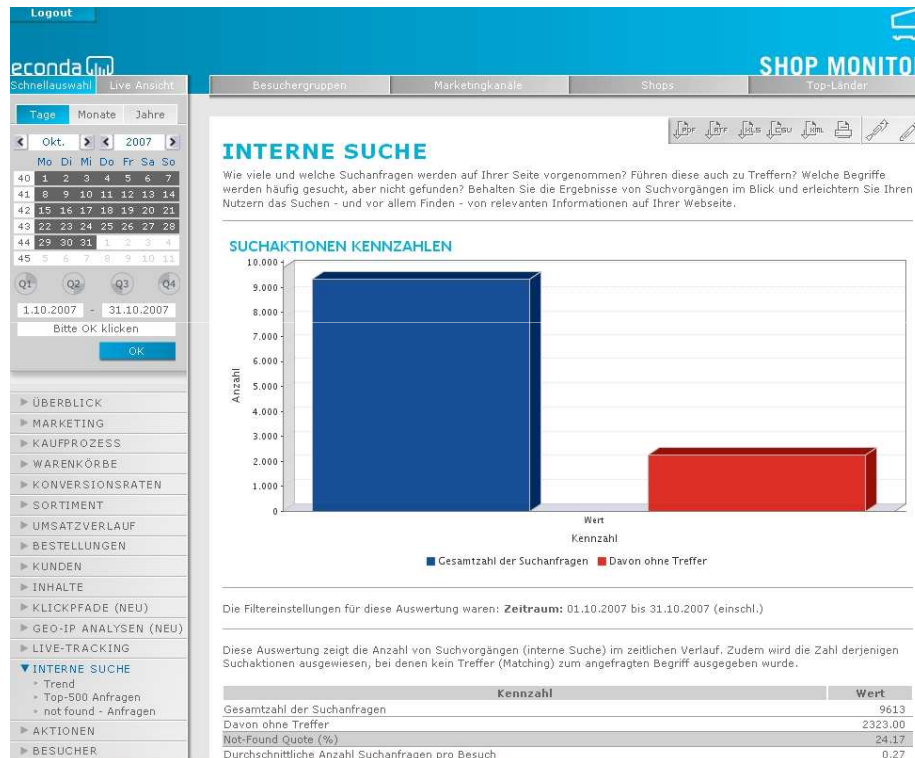 Logout
econda
SHOP MONITO
Schnellauswahl Live Ansicht
Besuchergruppen Marketingkanäle Shops Top-Länder
Tage Monate Jahre
Okt. 2007
Mo Di Mi Do Fr Sa So
40 1 2 3 4 5 6 7
41 8 9 10 11 12 13 14
42 15 16 17 18 19 20 21
43 22 23 24 25 26 27 28
44 29 30 31 1 2 3 4
45 5 6 7 8 9 10 11
Q1 Q2 Q3 Q4
1.10.2007 - 31.10.2007
Bitte OK klicken
OK
ÜBERBLICK
MARKETING
KAUFPROZESS
WARENKÖRBE
KONVERSIONSRATEN
SORTIMENT
UMSATZVERLAUF
BESTELLUNGEN
KUNDEN
INHALTE
KLICKPFADE (NEU)
GEO-IP ANALYSEN (NEU)
LIVE-TRACKING
INTERNE SUCHE
Trend
Top-500 Anfragen
not found - Anfragen
AKTIONEN
BESUCHER
PDF RTF XLS CSV XML
INTERNE SUCHE
Wie viele und welche Suchanfragen werden auf Ihrer Seite vorgenommen? Führen diese auch zu Treffern? Welche Begriffe
werden häufig gesucht, aber nicht gefunden? Behalten Sie die Ergebnisse von Suchvorgängen im Blick und erleichtern Sie Ihren
Nutzern das Suchen - und vor allem Finden - von relevanten Informationen auf Ihrer Webseite.
SUCHAKTIONEN KENNZAHLEN
10.000
9.000
8.000
7.000
6.000
5.000
4.000
3.000
2.000
1.000
0
Anzahl
Wert
Kennzahl
Gesamtzahl der Suchanfragen Davon ohne Treffer
Die Filtereinstellungen für diese Auswertung waren: Zeitraum: 01.10.2007 bis 31.10.2007 (einschl.)
Diese Auswertung zeigt die Anzahl von Suchvorgängen (interne Suche) im zeitlichen Verlauf. Zudem wird die Zahl derjenigen
Suchaktionen ausgewiesen, bei denen kein Treffer (Matching) zum angefragten Begriff ausgegeben wurde.
Kennzahl Wert
Gesamtzahl der Suchanfragen 9613
Davon ohne Treffer 2323.00
Not-Found Quote (%) 24.17
Durchschnittliche Anzahl Suchanfragen pro Besuch 0.27